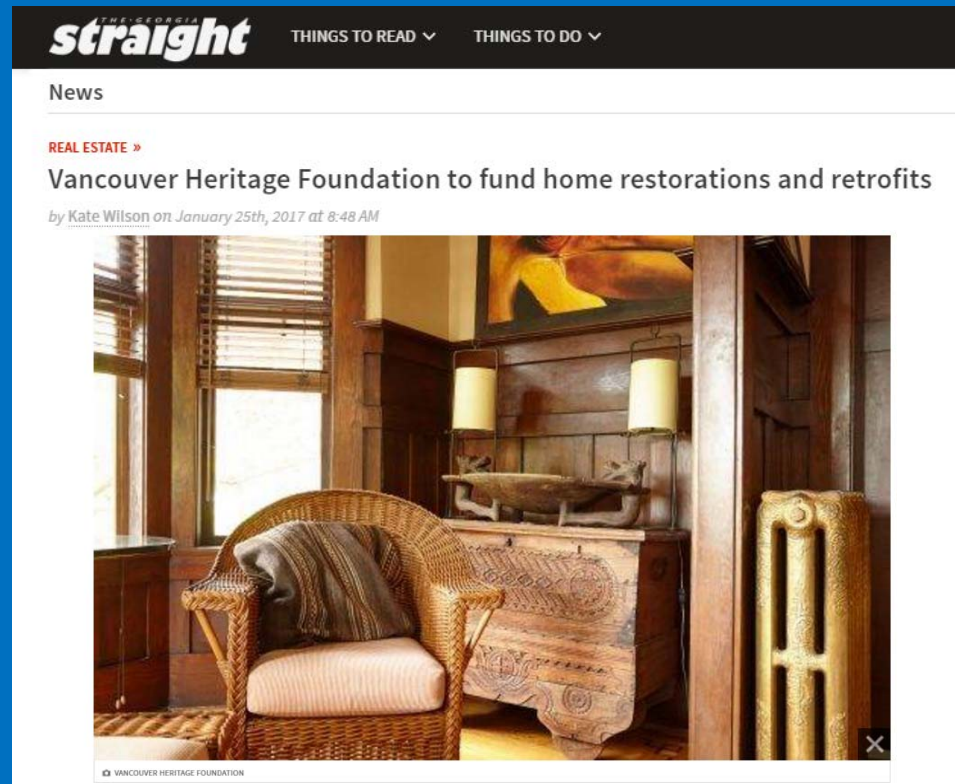 THE GEORGIA
straight
THINGS TO READ
THINGS TO DO
News
REAL ESTATE »
Vancouver Heritage Foundation to fund home restorations and retrofits
by Kate Wilson on January 25th, 2017 at 8:48 AM
VANCOUVER HERITAGE FOUNDATION